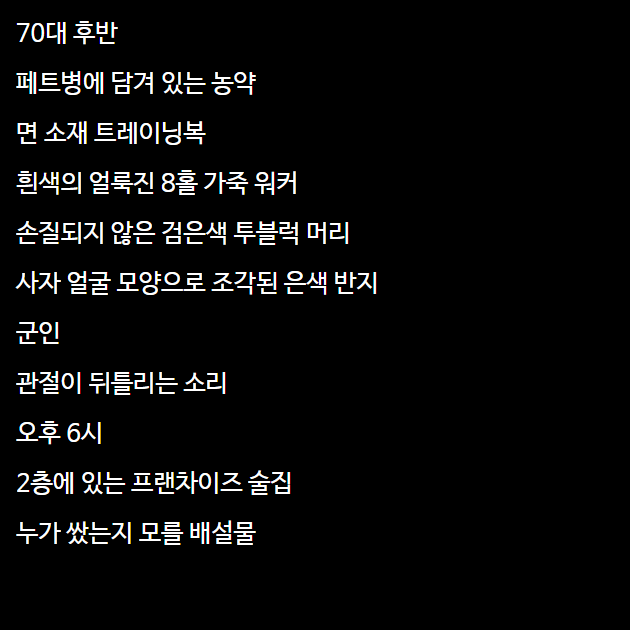 70대 후반
페트병에 담겨 있는 농약
면 소재 트레이닝복
흰색의 얼룩진 8홀 가죽 워커
손질되지 않은 검은색 투블럭 머리
사자 얼굴 모양으로 조각된 은색 반지
군인
관절이 뒤틀리는 소리
오후 6시
2층에 있는 프랜차이즈 술집
누가 쌌는지 모를 배설물